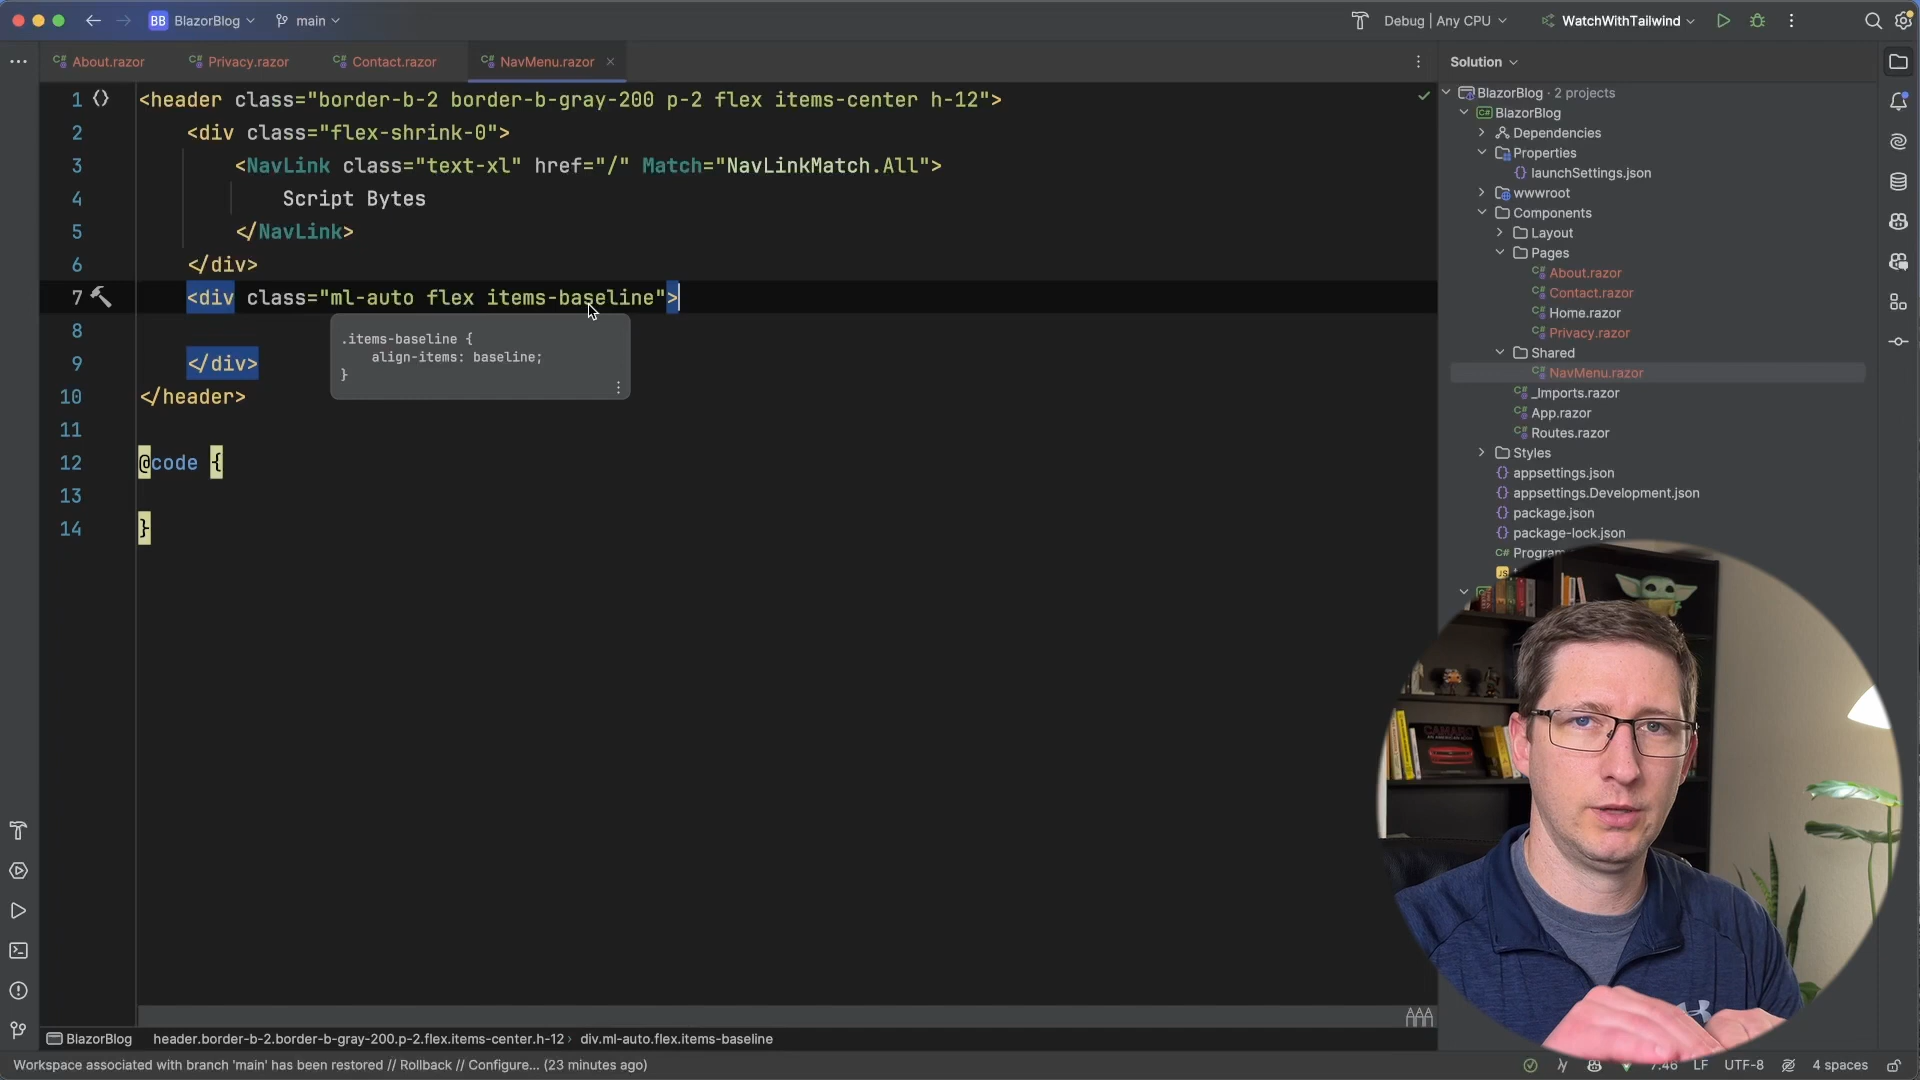 BB BlazorBlog main Debug | Any CPU WatchWithTailwind
About.razor Privacy.razor Contact.razor NavMenu.razor
Solution
1 <header class="border-b-2 border-b-gray-200 p-2 flex items-center h-12">
2 <div class="flex-shrink-0">
3 <NavLink class="text-xl" href="/" Match="NavLinkMatch.All">
4 Script Bytes
5 </NavLink>
6 </div>
7 <div class="ml-auto flex items-baseline">
8
9 </div>
10 </header>
11
12 @code {
13
14 }
.items-baseline {
align-items: baseline;
}
BlazorBlog · 2 projects
BlazorBlog
Dependencies
Properties
launchSettings.json
wwwroot
Components
Layout
Pages
About.razor
Contact.razor
Home.razor
Privacy.razor
Shared
NavMenu.razor
_Imports.razor
App.razor
Routes.razor
Styles
appsettings.json
appsettings.Development.json
package.json
package-lock.json
C#
JS
CAMARO
BlazorBlog header.border-b-2.border-b-gray-200.p-2.flex.items-center.h-12 › div.ml-auto.flex.items-baseline
Workspace associated with branch 'main' has been restored // Rollback // Configure... (23 minutes ago) 7:46 LF UTF-8 4 spaces